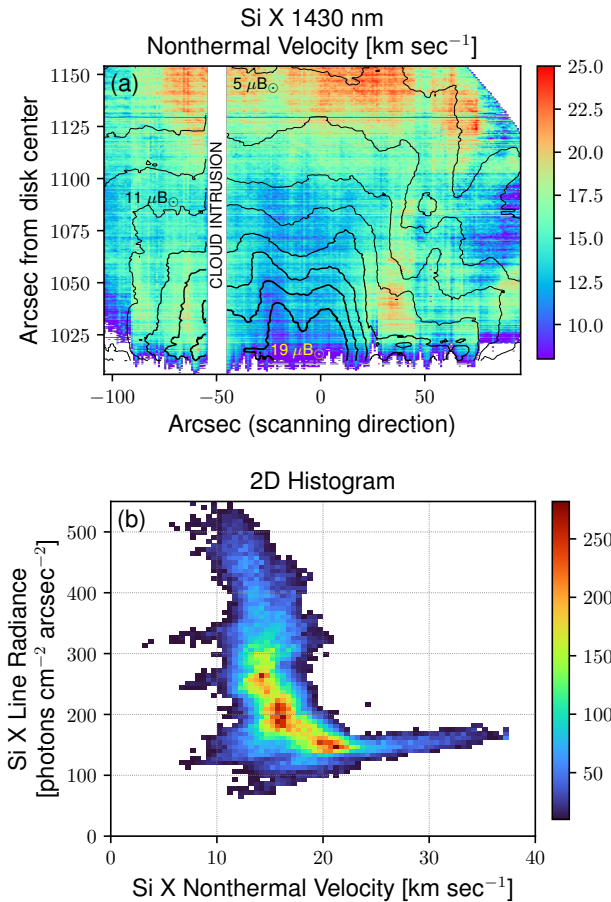 Si X 1430 nm
Nonthermal Velocity [km sec⁻¹]
(a)
5 μB☉
11 μB☉
19 μB☉
CLOUD INTRUSION
1150
1125
1100
1075
1050
1025
Arcsec from disk center
−100
−50
0
50
Arcsec (scanning direction)
25.0
22.5
20.0
17.5
15.0
12.5
10.0
2D Histogram
(b)
500
400
300
200
100
0
Si X Line Radiance
[photons cm⁻² arcsec⁻²]
0
10
20
30
40
Si X Nonthermal Velocity [km sec⁻¹]
250
200
150
100
50